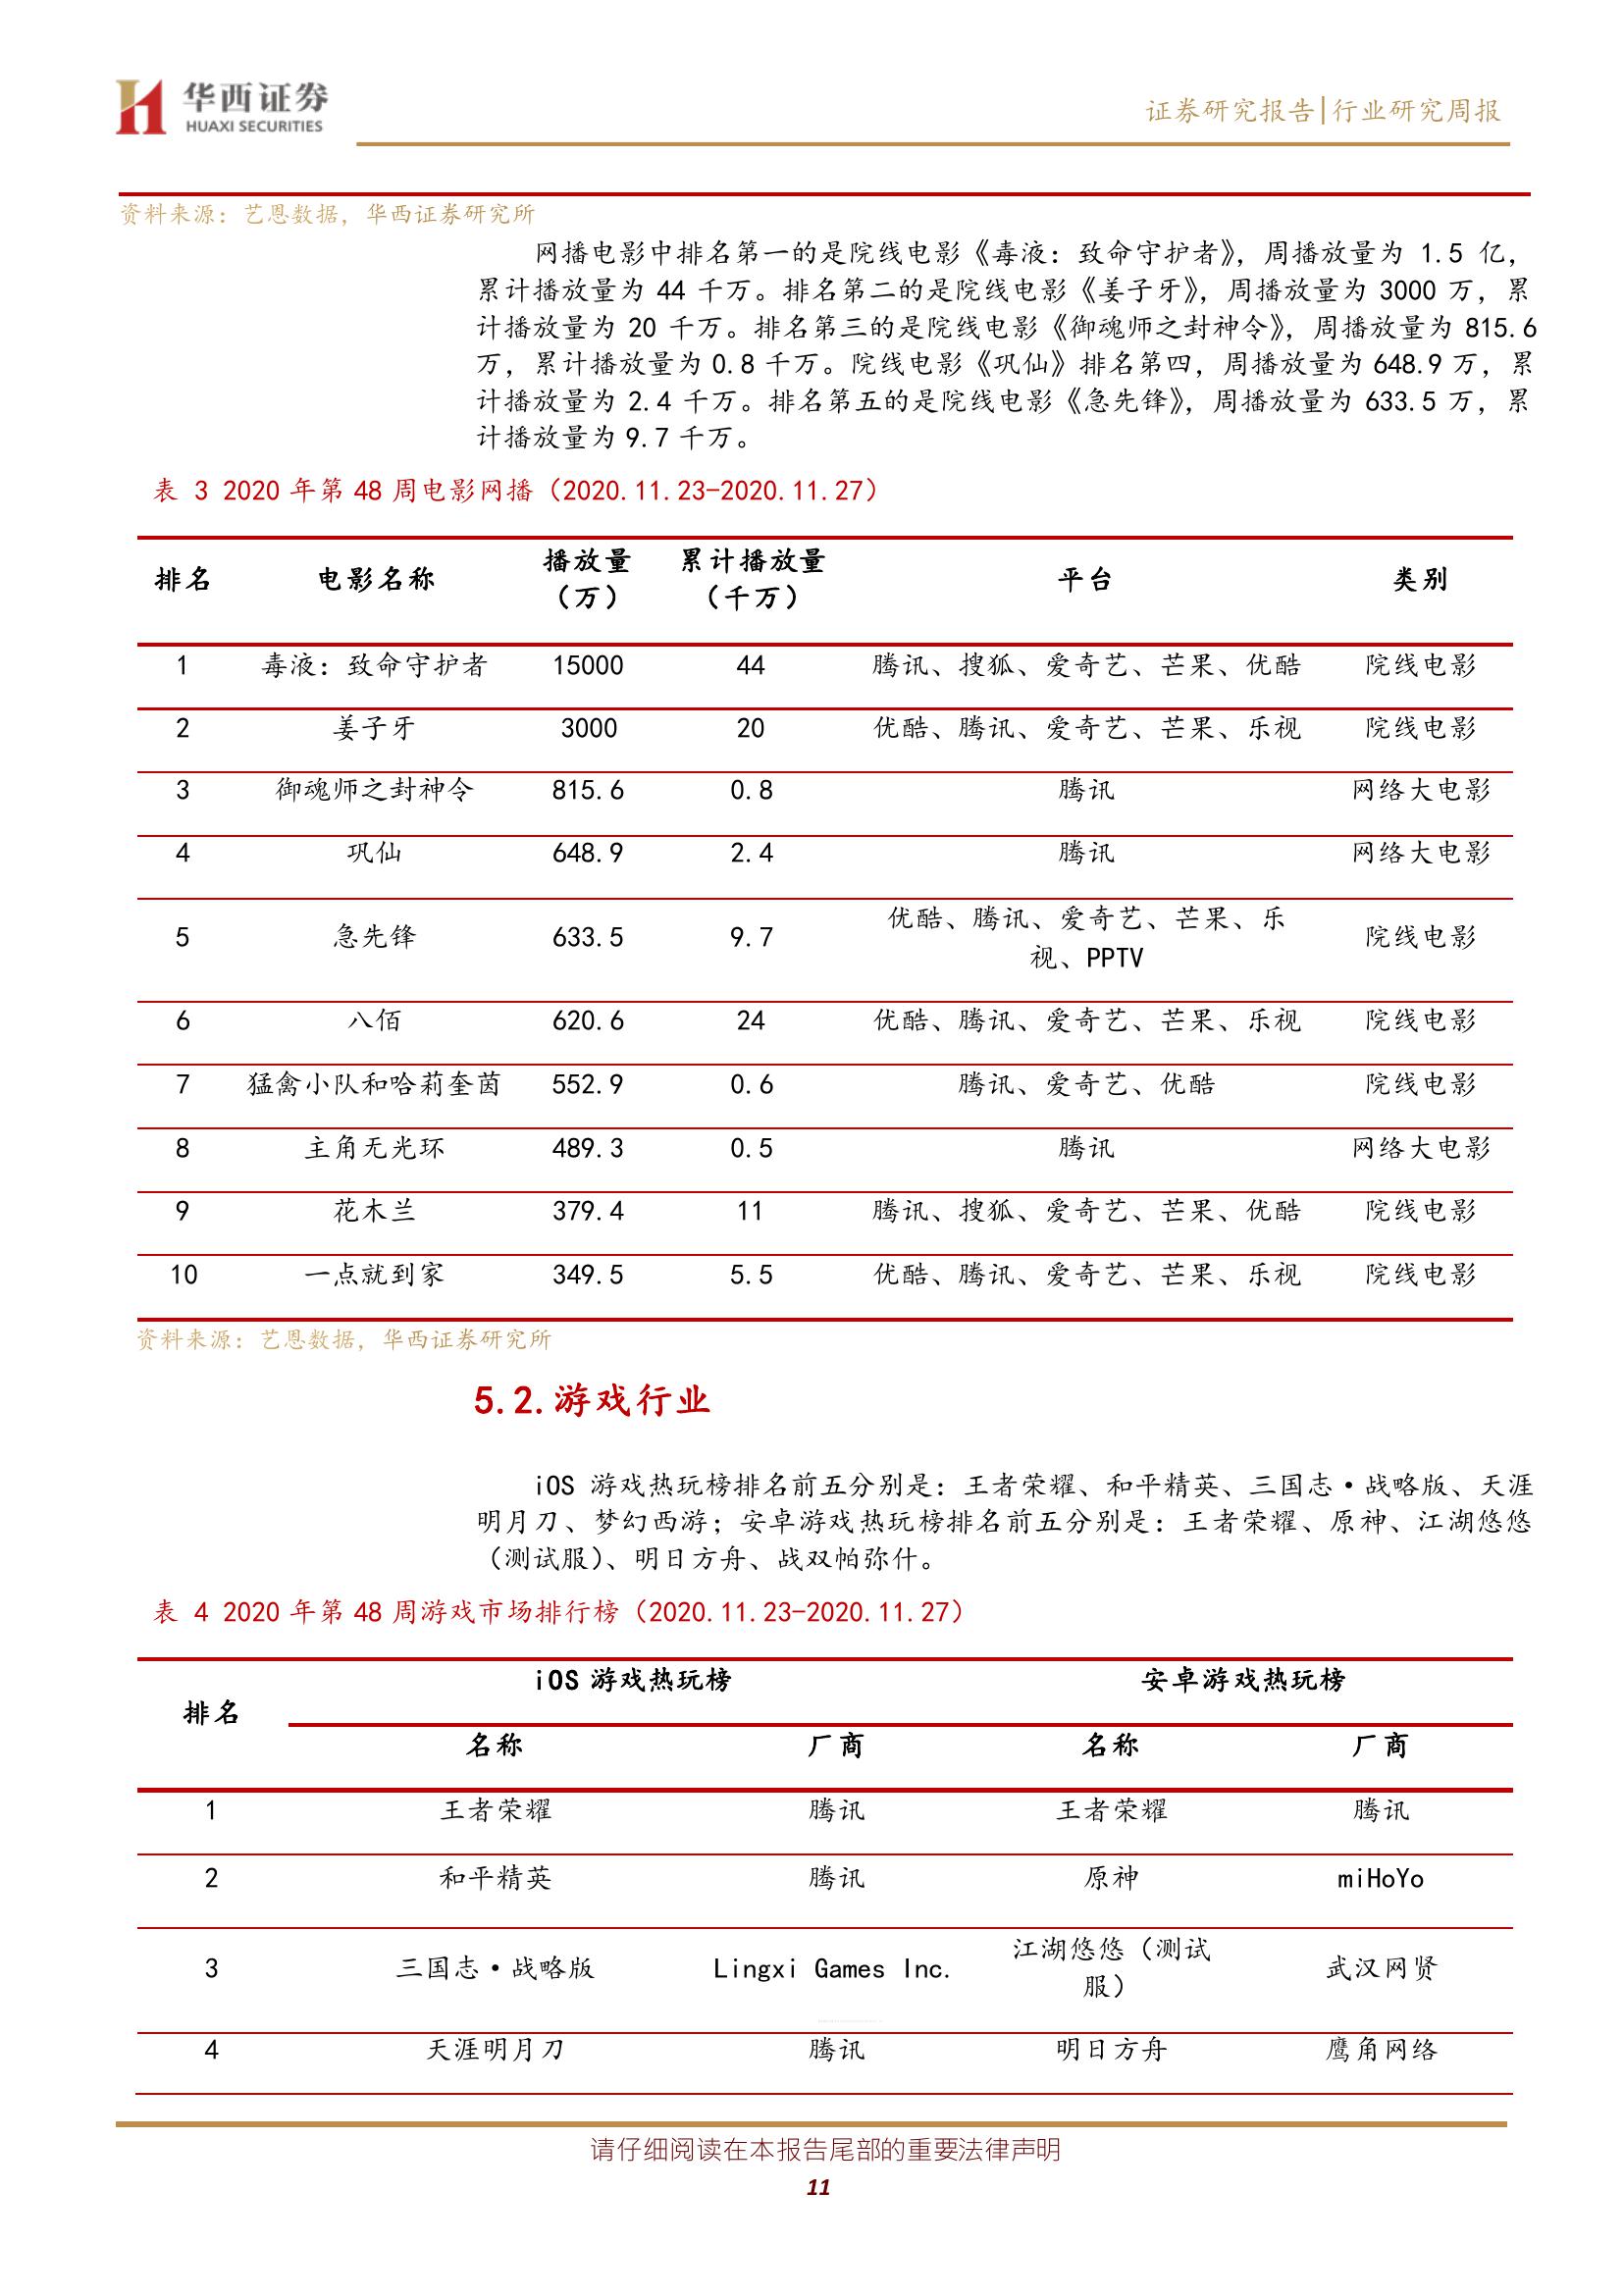 华西证券
HUAXI SECURITIES
证券研究报告|行业研究周报
资料来源：艺恩数据，华西证券研究所
网播电影中排名第一的是院线电影《毒液：致命守护者》，周播放量为 1.5 亿，
累计播放量为 44 千万。排名第二的是院线电影《姜子牙》，周播放量为 3000 万，累
计播放量为 20 千万。排名第三的是院线电影《御魂师之封神令》，周播放量为 815.6
万，累计播放量为 0.8 千万。院线电影《巩仙》排名第四，周播放量为 648.9 万，累
计播放量为 2.4 千万。排名第五的是院线电影《急先锋》，周播放量为 633.5 万，累
计播放量为 9.7 千万。
表 3 2020 年第 48 周电影网播（2020.11.23-2020.11.27）
排名 电影名称 播放量（万） 累计播放量（千万） 平台 类别
1 毒液：致命守护者 15000 44 腾讯、搜狐、爱奇艺、芒果、优酷 院线电影
2 姜子牙 3000 20 优酷、腾讯、爱奇艺、芒果、乐视 院线电影
3 御魂师之封神令 815.6 0.8 腾讯 网络大电影
4 巩仙 648.9 2.4 腾讯 网络大电影
5 急先锋 633.5 9.7 优酷、腾讯、爱奇艺、芒果、乐视、PPTV 院线电影
6 八佰 620.6 24 优酷、腾讯、爱奇艺、芒果、乐视 院线电影
7 猛禽小队和哈莉奎茵 552.9 0.6 腾讯、爱奇艺、优酷 院线电影
8 主角无光环 489.3 0.5 腾讯 网络大电影
9 花木兰 379.4 11 腾讯、搜狐、爱奇艺、芒果、优酷 院线电影
10 一点就到家 349.5 5.5 优酷、腾讯、爱奇艺、芒果、乐视 院线电影
资料来源：艺恩数据，华西证券研究所
5.2.游戏行业
iOS 游戏热玩榜排名前五分别是：王者荣耀、和平精英、三国志·战略版、天涯
明月刀、梦幻西游；安卓游戏热玩榜排名前五分别是：王者荣耀、原神、江湖悠悠
（测试服）、明日方舟、战双帕弥什。
表 4 2020 年第 48 周游戏市场排行榜（2020.11.23-2020.11.27）
排名 iOS 游戏热玩榜 安卓游戏热玩榜
名称 厂商 名称 厂商
1 王者荣耀 腾讯 王者荣耀 腾讯
2 和平精英 腾讯 原神 miHoYo
3 三国志·战略版 Lingxi Games Inc. 江湖悠悠（测试服） 武汉网贤
4 天涯明月刀 腾讯 明日方舟 鹰角网络
请仔细阅读在本报告尾部的重要法律声明
11